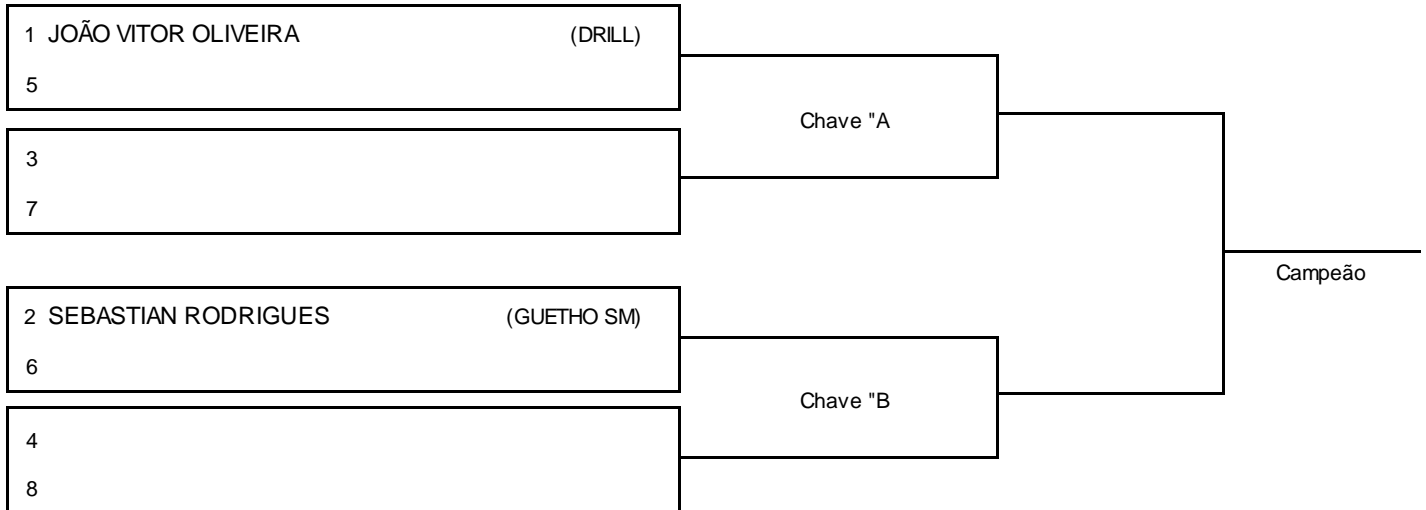 1 JOÃO VITOR OLIVEIRA (DRILL)
5
Chave "A
3
7
Campeão
2 SEBASTIAN RODRIGUES (GUETHO SM)
6
Chave "B
4
8